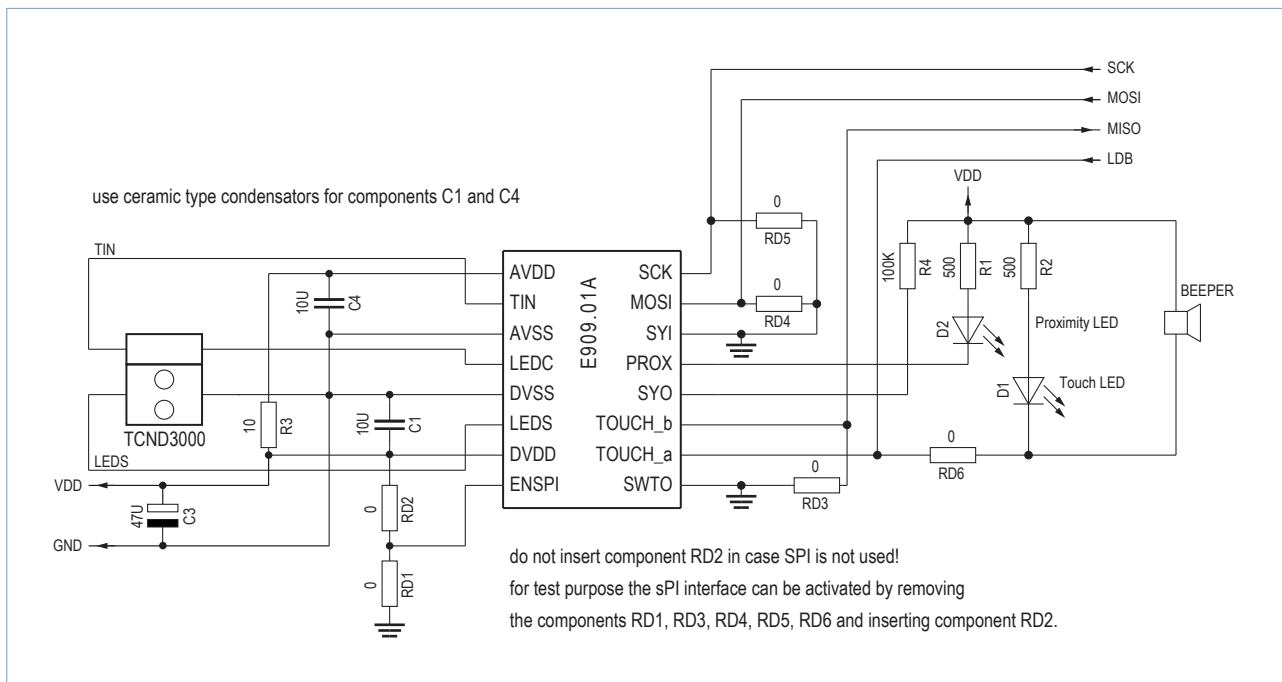 SCK
MOSI
MISO
LDB
VDD
use ceramic type condensators for components C1 and C4
0
RD5
TIN
100K
R4
500
R1
500
R2
BEEPER
AVDD
TIN
AVSS
LEDC
DVSS
LEDS
DVDD
ENSPI
E909.01A
SCK
MOSI
SYI
PROX
SYO
TOUCH_b
TOUCH_a
SWTO
10U
C4
0
RD4
D2
Proximity LED
D1
Touch LED
TCND3000
10
R3
10U
C1
LEDS
0
RD6
VDD
0
RD3
47U
C3
0
RD2
GND
0
RD1
do not insert component RD2 in case SPI is not used!
for test purpose the sPI interface can be activated by removing
the components RD1, RD3, RD4, RD5, RD6 and inserting component RD2.